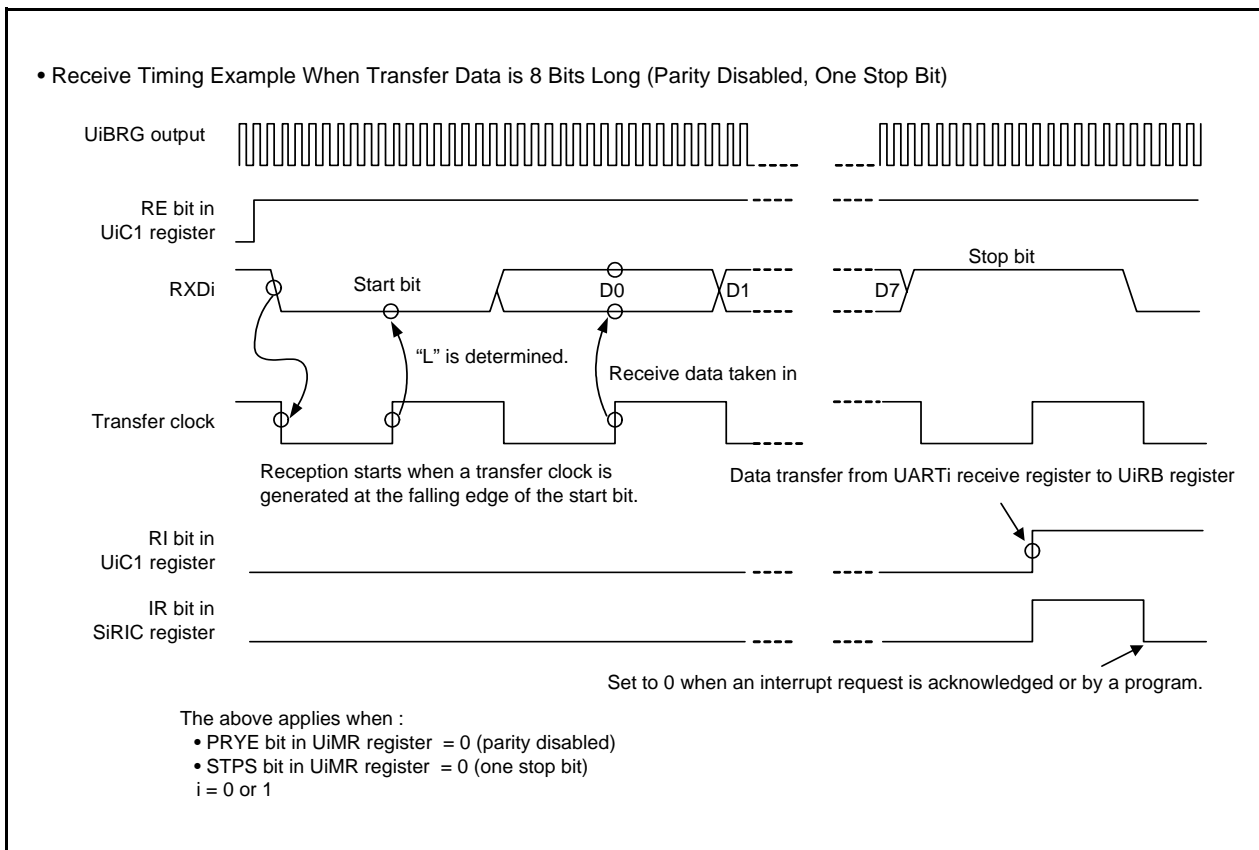 • Receive Timing Example When Transfer Data is 8 Bits Long (Parity Disabled, One Stop Bit)
UiBRG output
RE bit in
UiC1 register
RXDi
Start bit
D0
D1
D7
Stop bit
"L" is determined.
Receive data taken in
Transfer clock
Reception starts when a transfer clock is
generated at the falling edge of the start bit.
Data transfer from UARTi receive register to UiRB register
RI bit in
UiC1 register
IR bit in
SiRIC register
Set to 0 when an interrupt request is acknowledged or by a program.
The above applies when :
• PRYE bit in UiMR register = 0 (parity disabled)
• STPS bit in UiMR register = 0 (one stop bit)
i = 0 or 1